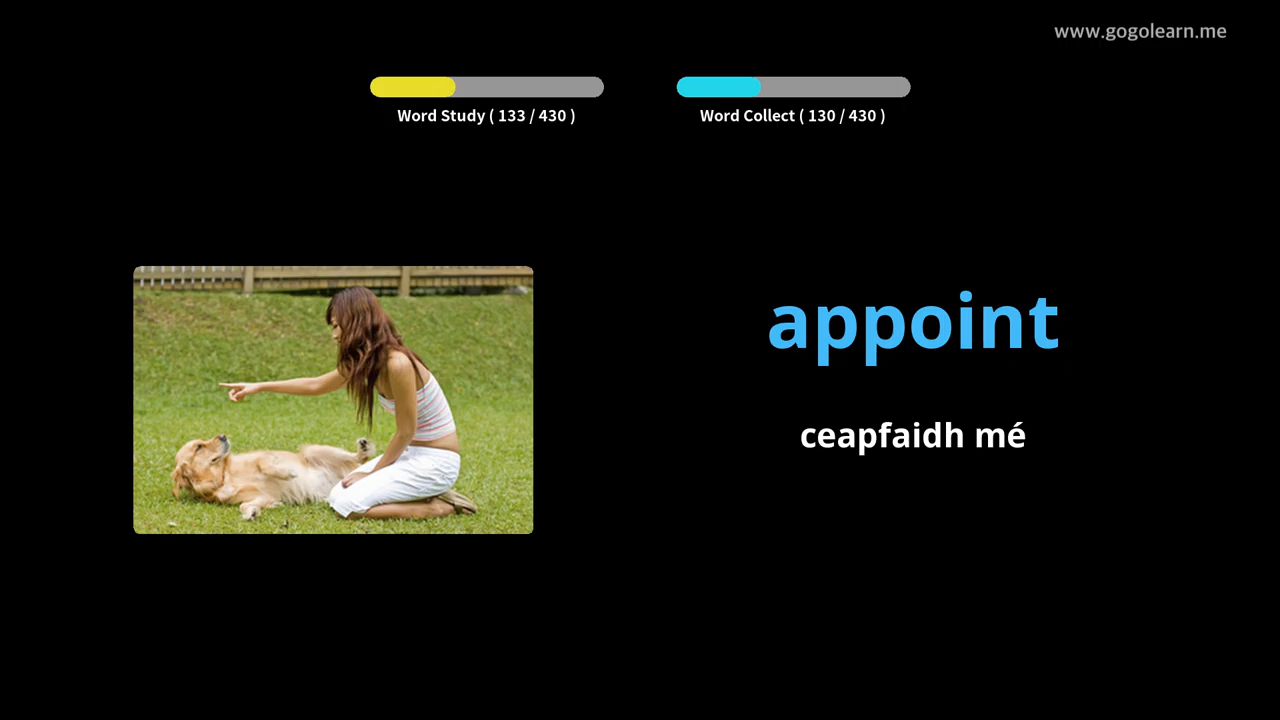 www.gogolearn.me
Word Study ( 133 / 430 )
Word Collect ( 130 / 430 )
appoint
ceapfaidh mé